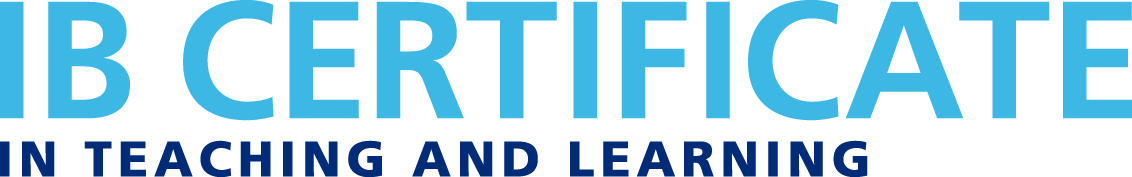 IB CERTIFICATE
IN TEACHING AND LEARNING